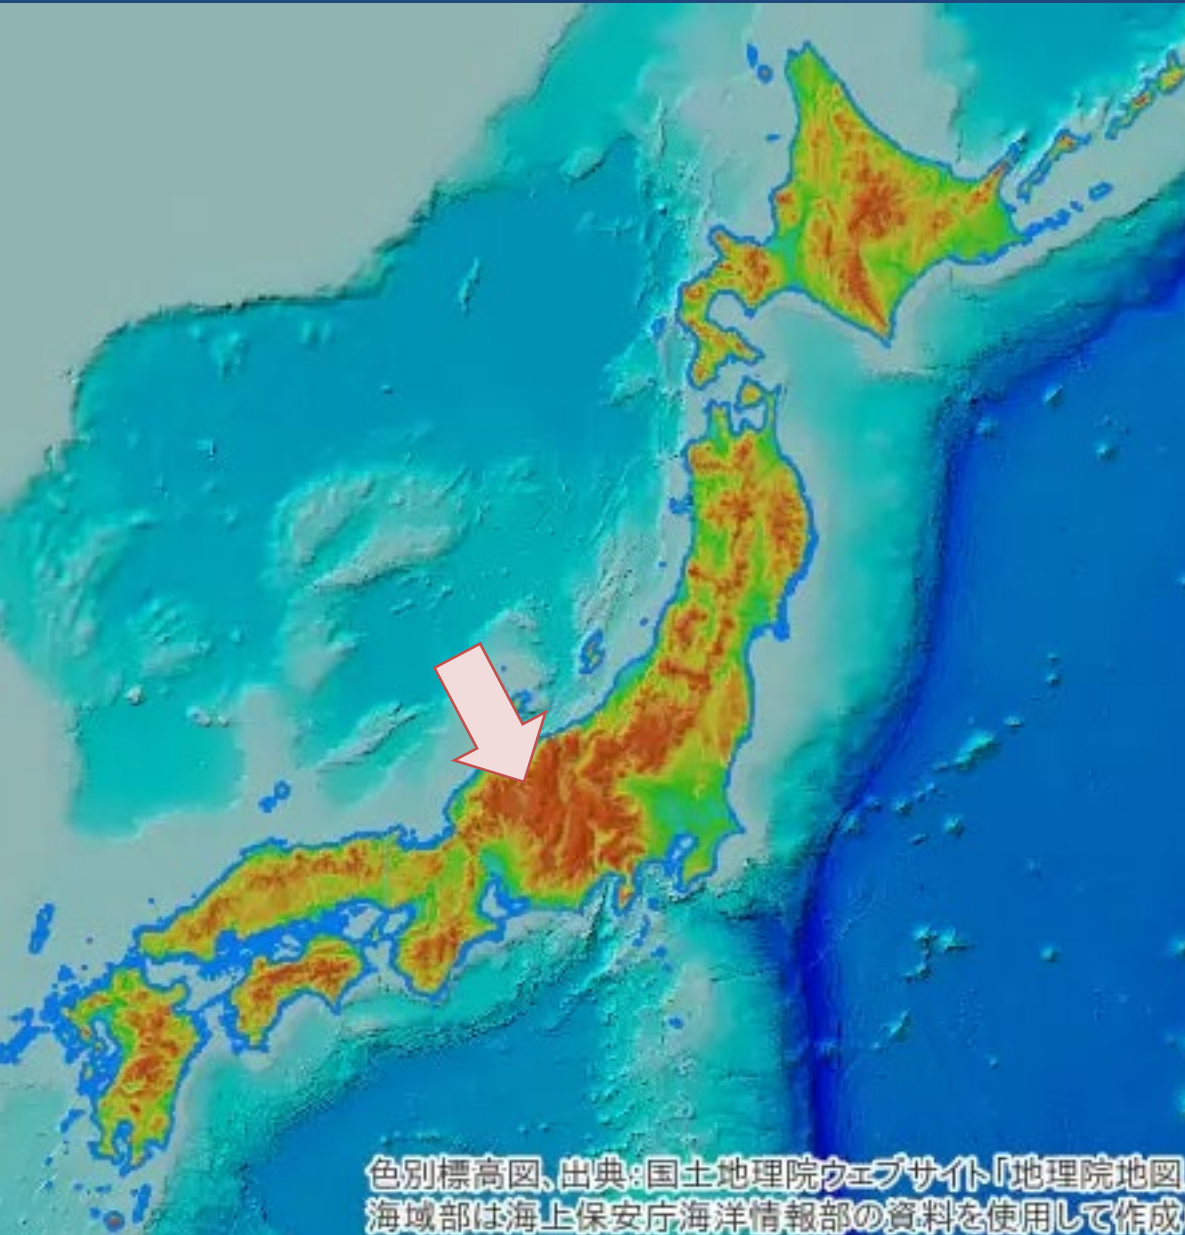 色別標高図、出典:国土地理院ウェブサイト「地理院地図
海域部は海上保安庁海洋情報部の資料を使用して作成